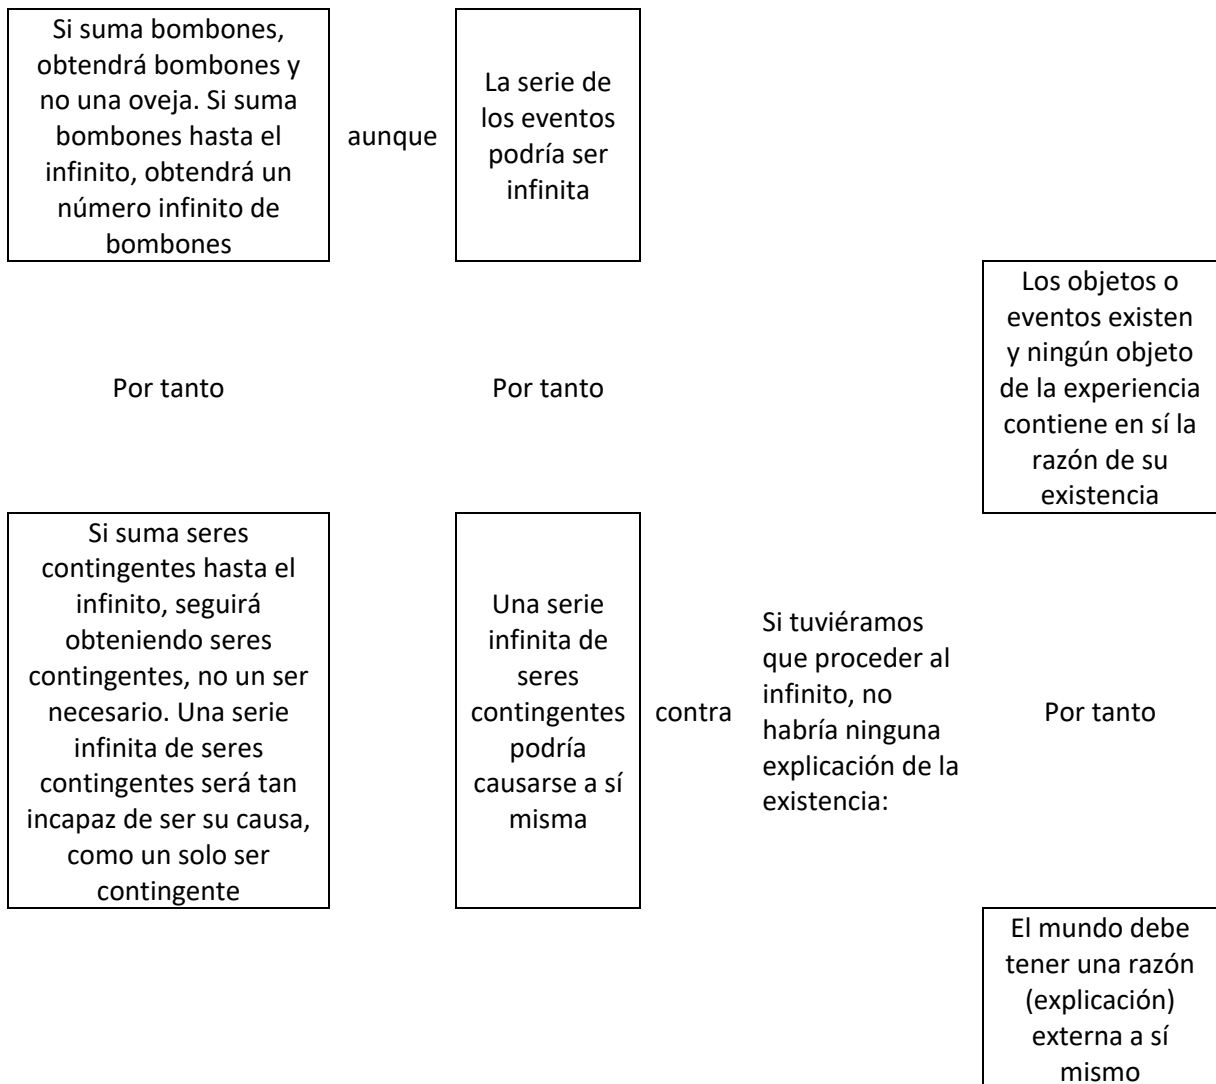 Si suma bombones,
obtendrá bombones y
no una oveja. Si suma
bombones hasta el
infinito, obtendrá un
número infinito de
bombones
aunque
La serie de
los eventos
podría ser
infinita
Los objetos o
eventos existen
y ningún objeto
de la experiencia
contiene en sí la
razón de su
existencia
Por tanto
Por tanto
Si suma seres
contingentes hasta el
infinito, seguirá
obteniendo seres
contingentes, no un ser
necesario. Una serie
infinita de seres
contingentes será tan
incapaz de ser su causa,
como un solo ser
contingente
Una serie
infinita de
seres
contingentes
podría
causarse a sí
misma
contra
Si tuviéramos
que proceder al
infinito, no
habría ninguna
explicación de la
existencia:
Por tanto
El mundo debe
tener una razón
(explicación)
externa a sí
mismo